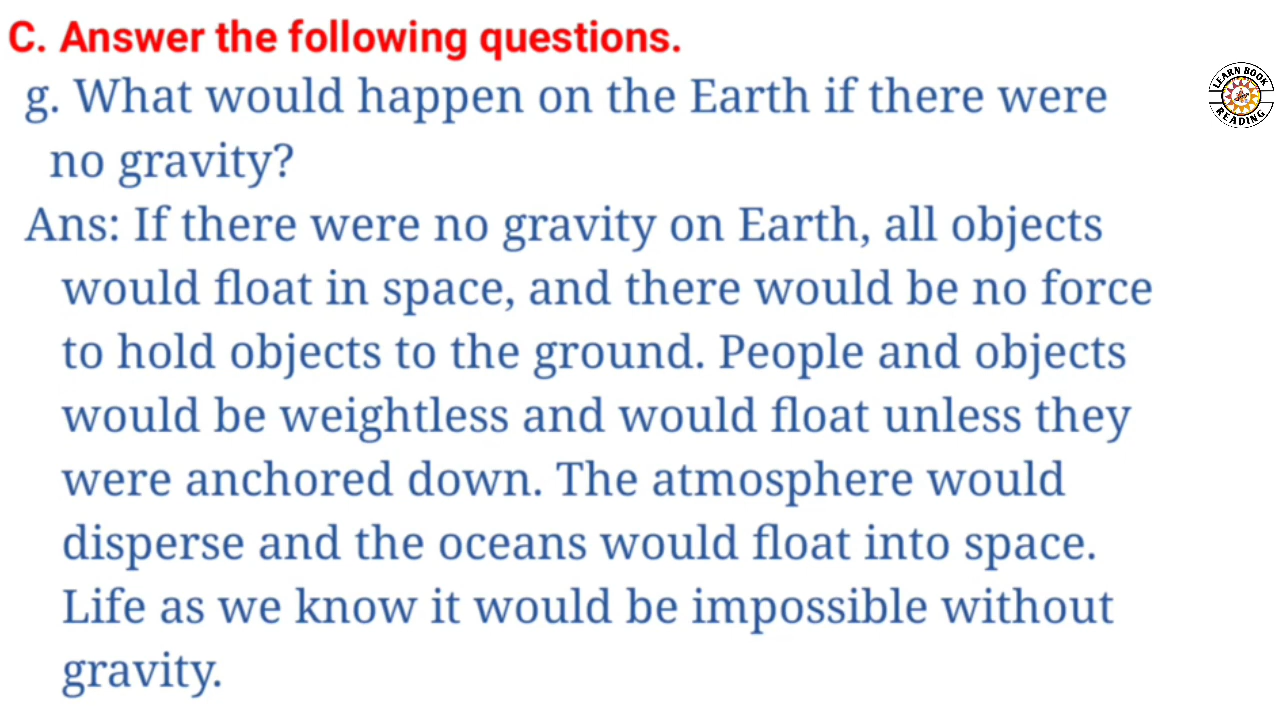 C. Answer the following questions.
g. What would happen on the Earth if there were
no gravity?
Ans: If there were no gravity on Earth, all objects
would float in space, and there would be no force
to hold objects to the ground. People and objects
would be weightless and would float unless they
were anchored down. The atmosphere would
disperse and the oceans would float into space.
Life as we know it would be impossible without
gravity.
LEARN BOOK
READING